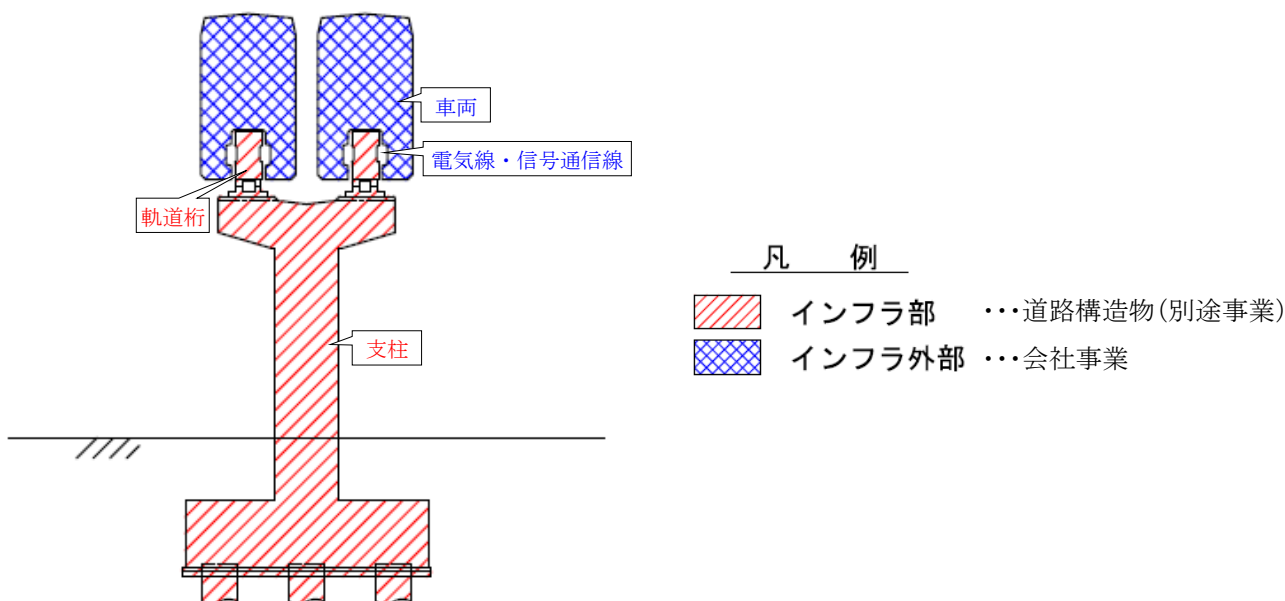 車両
電気線・信号通信線
軌道桁
支柱
凡　例
インフラ部　・・・道路構造物(別途事業)
インフラ外部　・・・会社事業